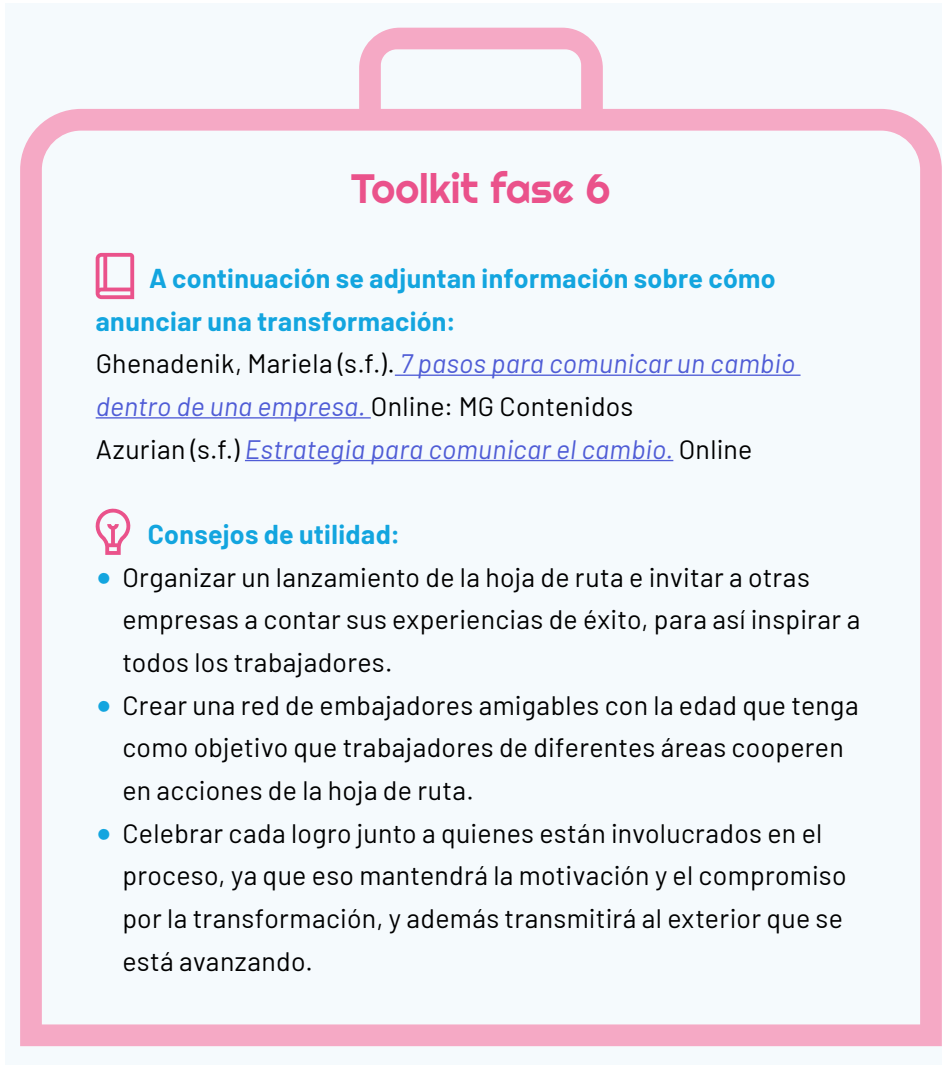 Toolkit fase 6
A continuación se adjuntan información sobre cómo
anunciar una transformación:
Ghenadenik, Mariela (s.f.). 7 pasos para comunicar un cambio
dentro de una empresa. Online: MG Contenidos
Azurian (s.f.) Estrategia para comunicar el cambio. Online
Consejos de utilidad:
• Organizar un lanzamiento de la hoja de ruta e invitar a otras
empresas a contar sus experiencias de éxito, para así inspirar a
todos los trabajadores.
• Crear una red de embajadores amigables con la edad que tenga
como objetivo que trabajadores de diferentes áreas cooperen
en acciones de la hoja de ruta.
• Celebrar cada logro junto a quienes están involucrados en el
proceso, ya que eso mantendrá la motivación y el compromiso
por la transformación, y además transmitirá al exterior que se
está avanzando.